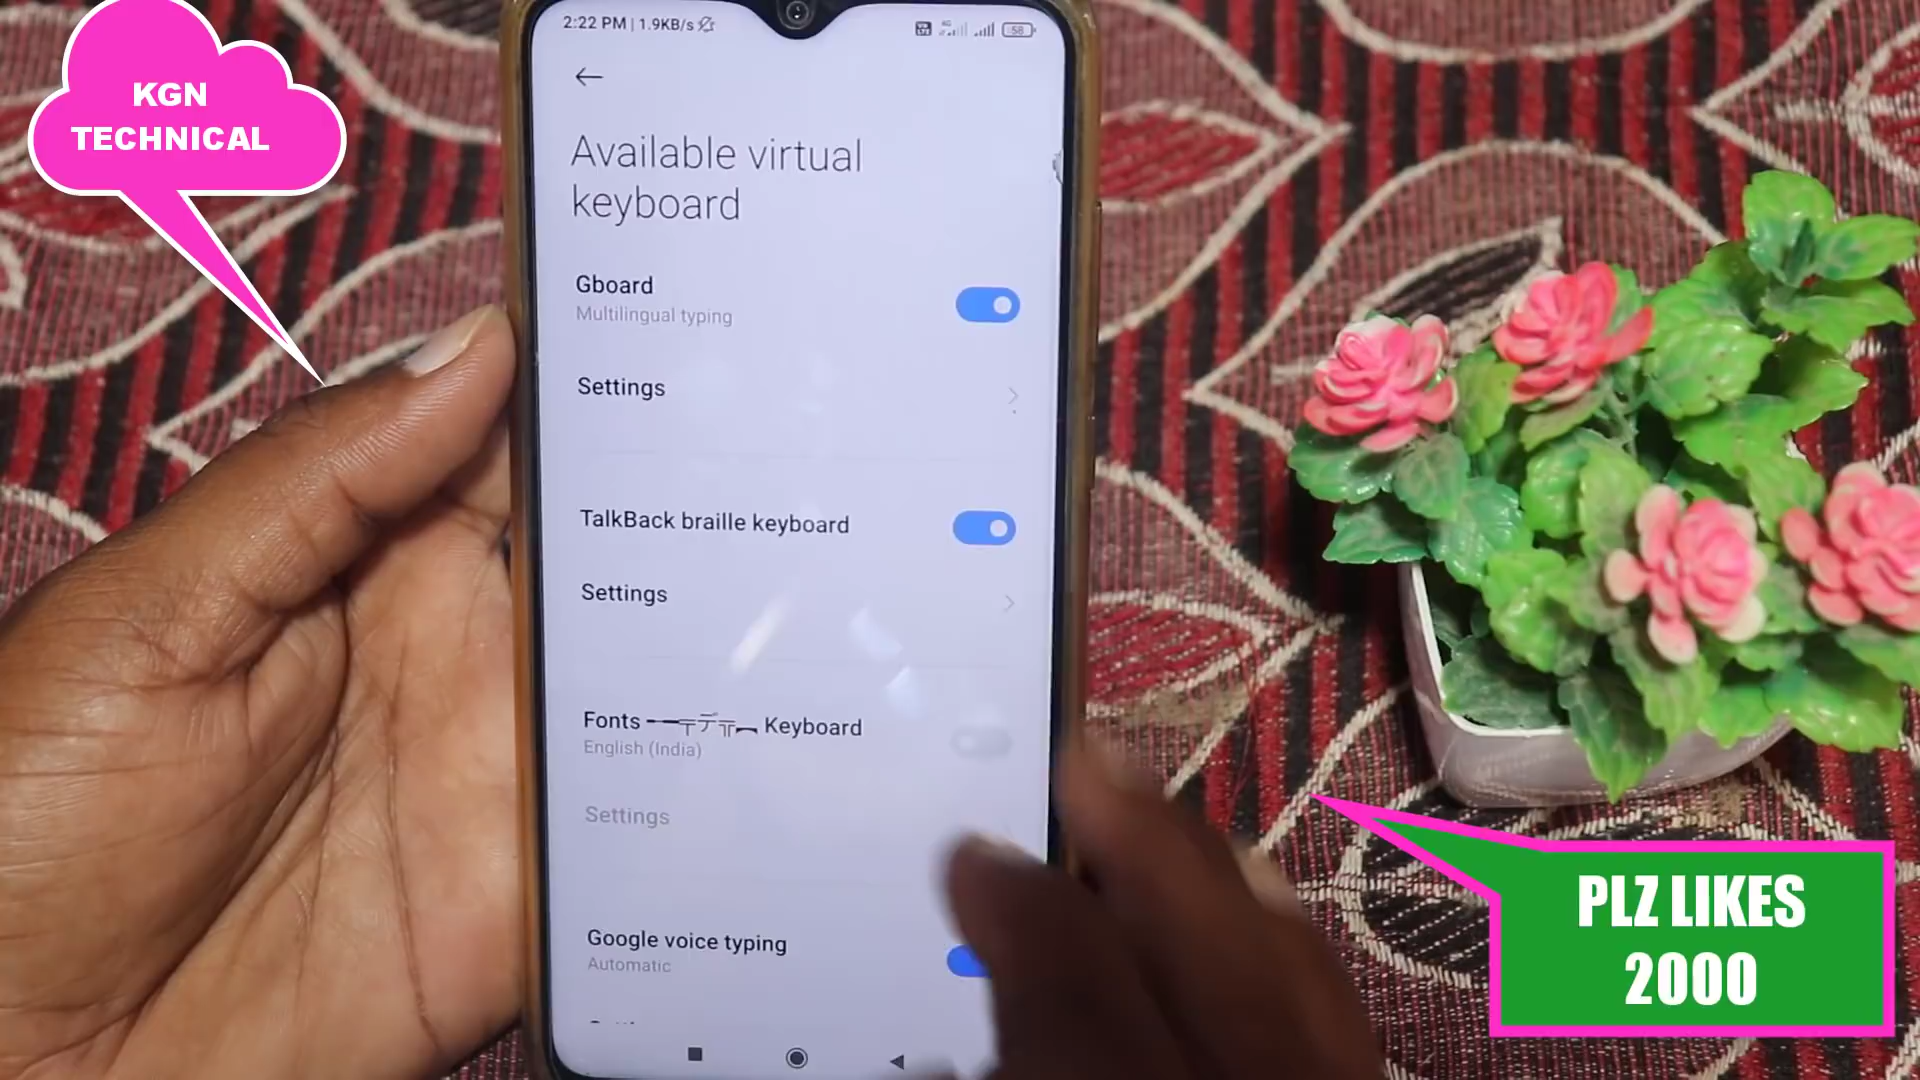 KGN
TECHNICAL
2:22 PM | 1.9KB/s
58
Available virtual
keyboard
Gboard
Multilingual typing
Settings
TalkBack braille keyboard
Settings
Fonts Keyboard
English (India)
Settings
Google voice typing
Automatic
PLZ LIKES
2000